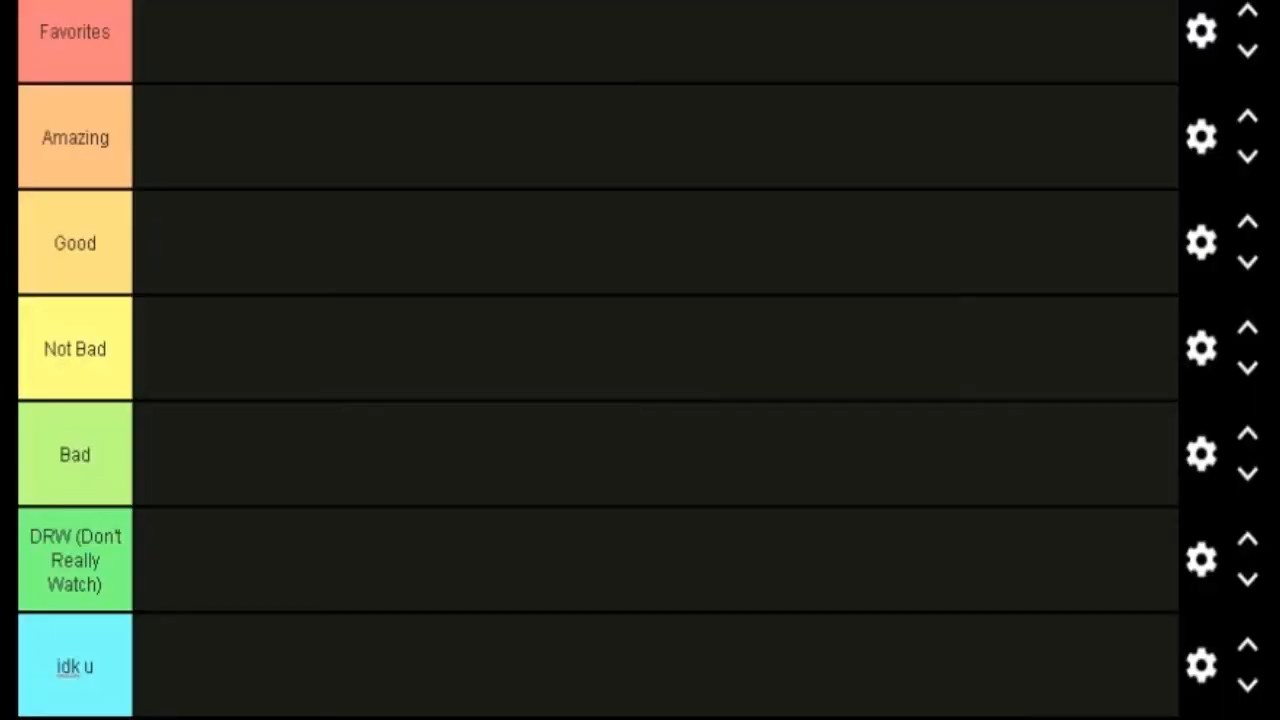 Favorites
Amazing
Good
Not Bad
Bad
DRW (Don't
Really
Watch)
idk u